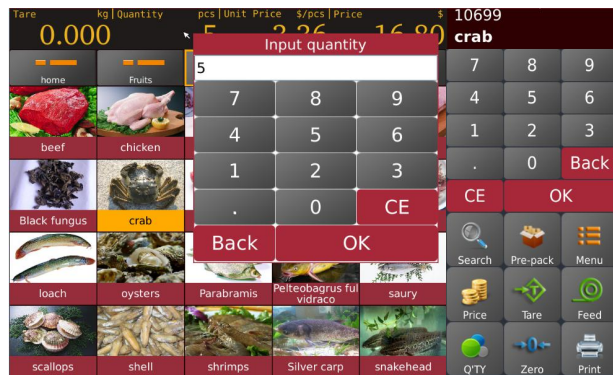 Tare kg Quantity pcs Unit Price $/pcs Price $
0.000 5 3.36 16.80
10699
crab
Input quantity
5
7 8 9
4 5 6
1 2 3
. 0 CE
Back OK
home Fruits
beef chicken
Black fungus crab
loach oysters Parabramis Pelteobagrus ful vidraco saury
scallops shell shrimps Silver carp snakehead
7 8 9
4 5 6
1 2 3
. 0 Back
CE OK
Search Pre-pack Menu
Price Tare Feed
Q'TY Zero Print